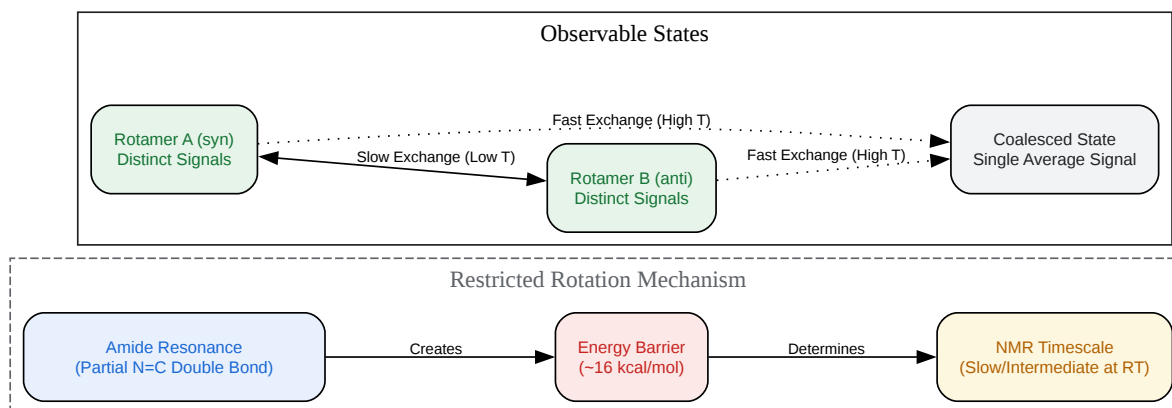 Observable States
Fast Exchange (High T)
Rotamer A (syn)
Distinct Signals
Slow Exchange (Low T)
Rotamer B (anti)
Distinct Signals
Fast Exchange (High T)
Coalesced State
Single Average Signal
Restricted Rotation Mechanism
Amide Resonance
(Partial N=C Double Bond)
Creates
Energy Barrier
(~16 kcal/mol)
Determines
NMR Timescale
(Slow/Intermediate at RT)